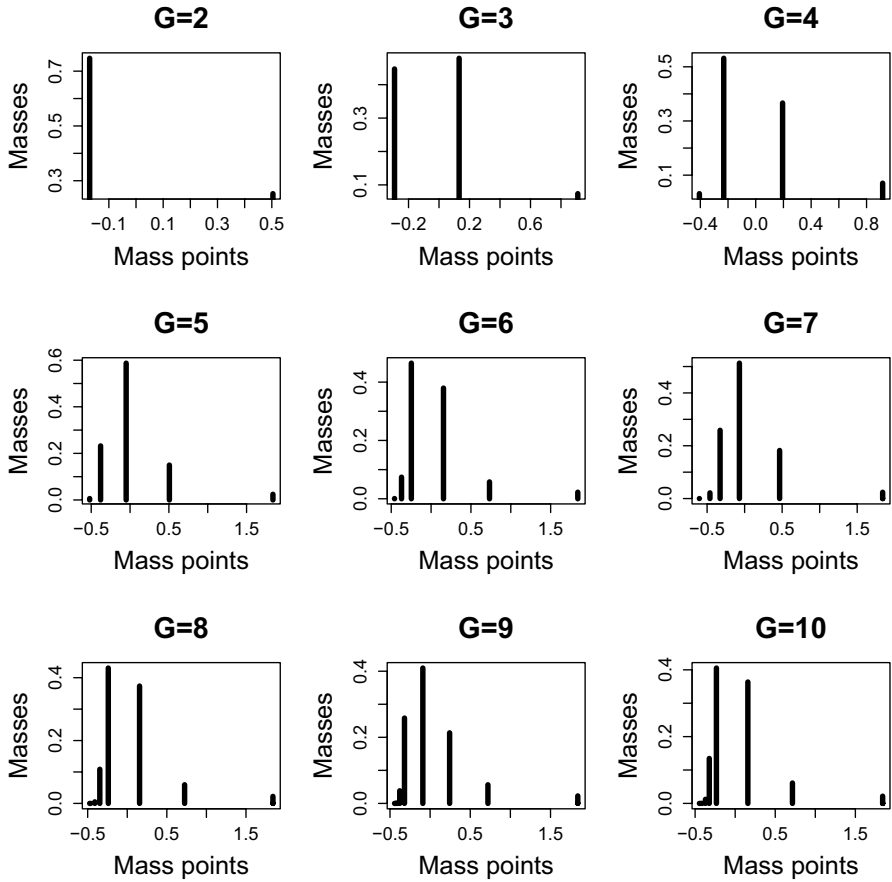 G=2
Masses
0.3 0.5 0.7
−0.1 0.1 0.3 0.5
Mass points
G=3
Masses
0.1 0.3
−0.2 0.2 0.6
Mass points
G=4
Masses
0.1 0.3 0.5
−0.4 0.0 0.4 0.8
Mass points
G=5
Masses
0.0 0.2 0.4 0.6
−0.5 0.5 1.5
Mass points
G=6
Masses
0.0 0.2 0.4
−0.5 0.5 1.5
Mass points
G=7
Masses
0.0 0.2 0.4
−0.5 0.5 1.5
Mass points
G=8
Masses
0.0 0.2 0.4
−0.5 0.5 1.5
Mass points
G=9
Masses
0.0 0.2 0.4
−0.5 0.5 1.5
Mass points
G=10
Masses
0.0 0.2 0.4
−0.5 0.5 1.5
Mass points